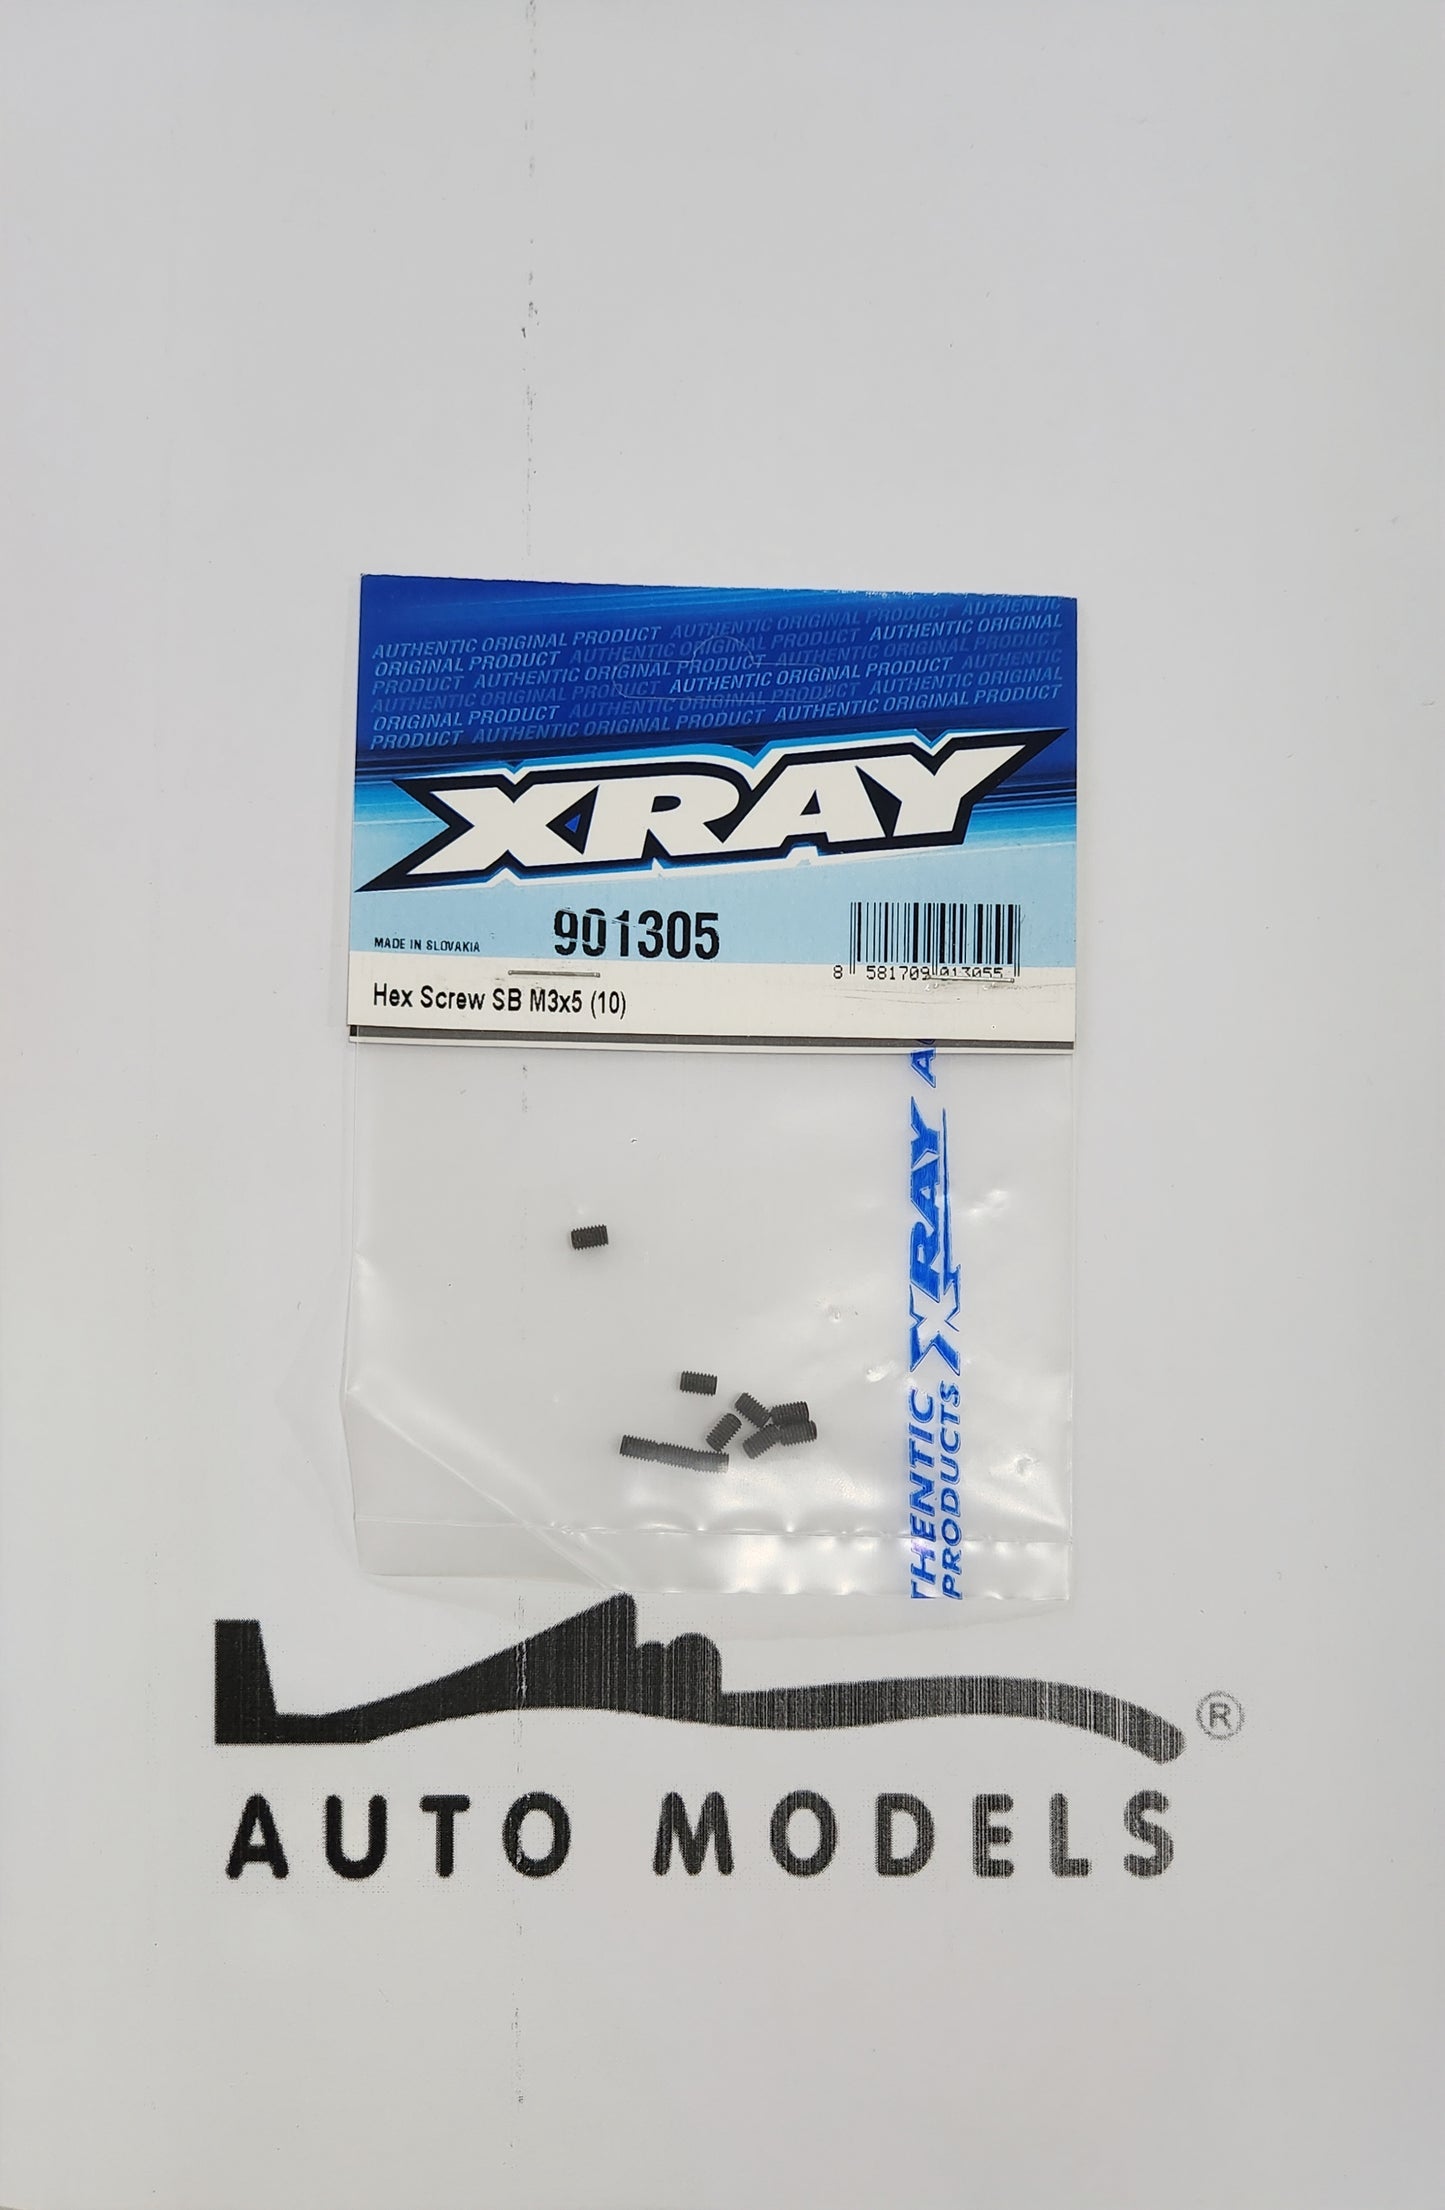 AUTHENTIC ORIGINAL PRODUCT AUTHENTIC ORIGINAL PRODUCT AUTHENTIC
ORIGINAL PRODUCT AUTHENTIC ORIGINAL PRODUCT AUTHENTIC ORIGINAL
PRODUCT AUTHENTIC ORIGINAL PRODUCT AUTHENTIC ORIGINAL PRODUCT
AUTHENTIC ORIGINAL PRODUCT AUTHENTIC ORIGINAL PRODUCT AUTHENTIC
ORIGINAL PRODUCT AUTHENTIC ORIGINAL PRODUCT AUTHENTIC ORIGINAL
PRODUCT AUTHENTIC ORIGINAL PRODUCT AUTHENTIC ORIGINAL PRODUCT
XRAY
MADE IN SLOVAKIA
901305
8 581709 013055
Hex Screw SB M3x5 (10)
THENTIC XRAY A
PRODUCTS
®
AUTO MODELS